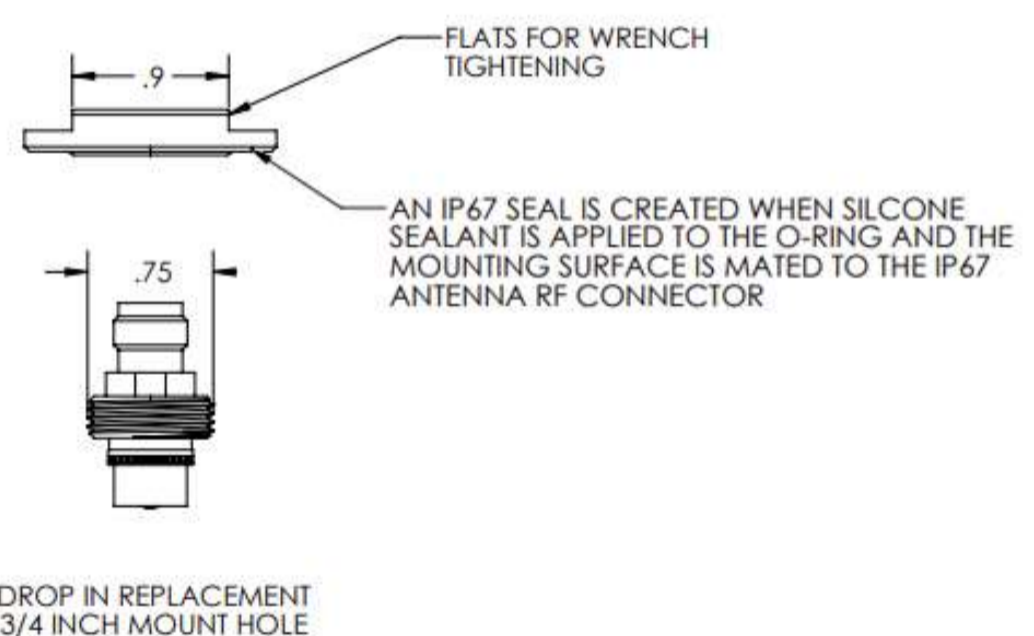 .9
FLATS FOR WRENCH
TIGHTENING
AN IP67 SEAL IS CREATED WHEN SILCONE
SEALANT IS APPLIED TO THE O-RING AND THE
MOUNTING SURFACE IS MATED TO THE IP67
ANTENNA RF CONNECTOR
.75
DROP IN REPLACEMENT
3/4 INCH MOUNT HOLE